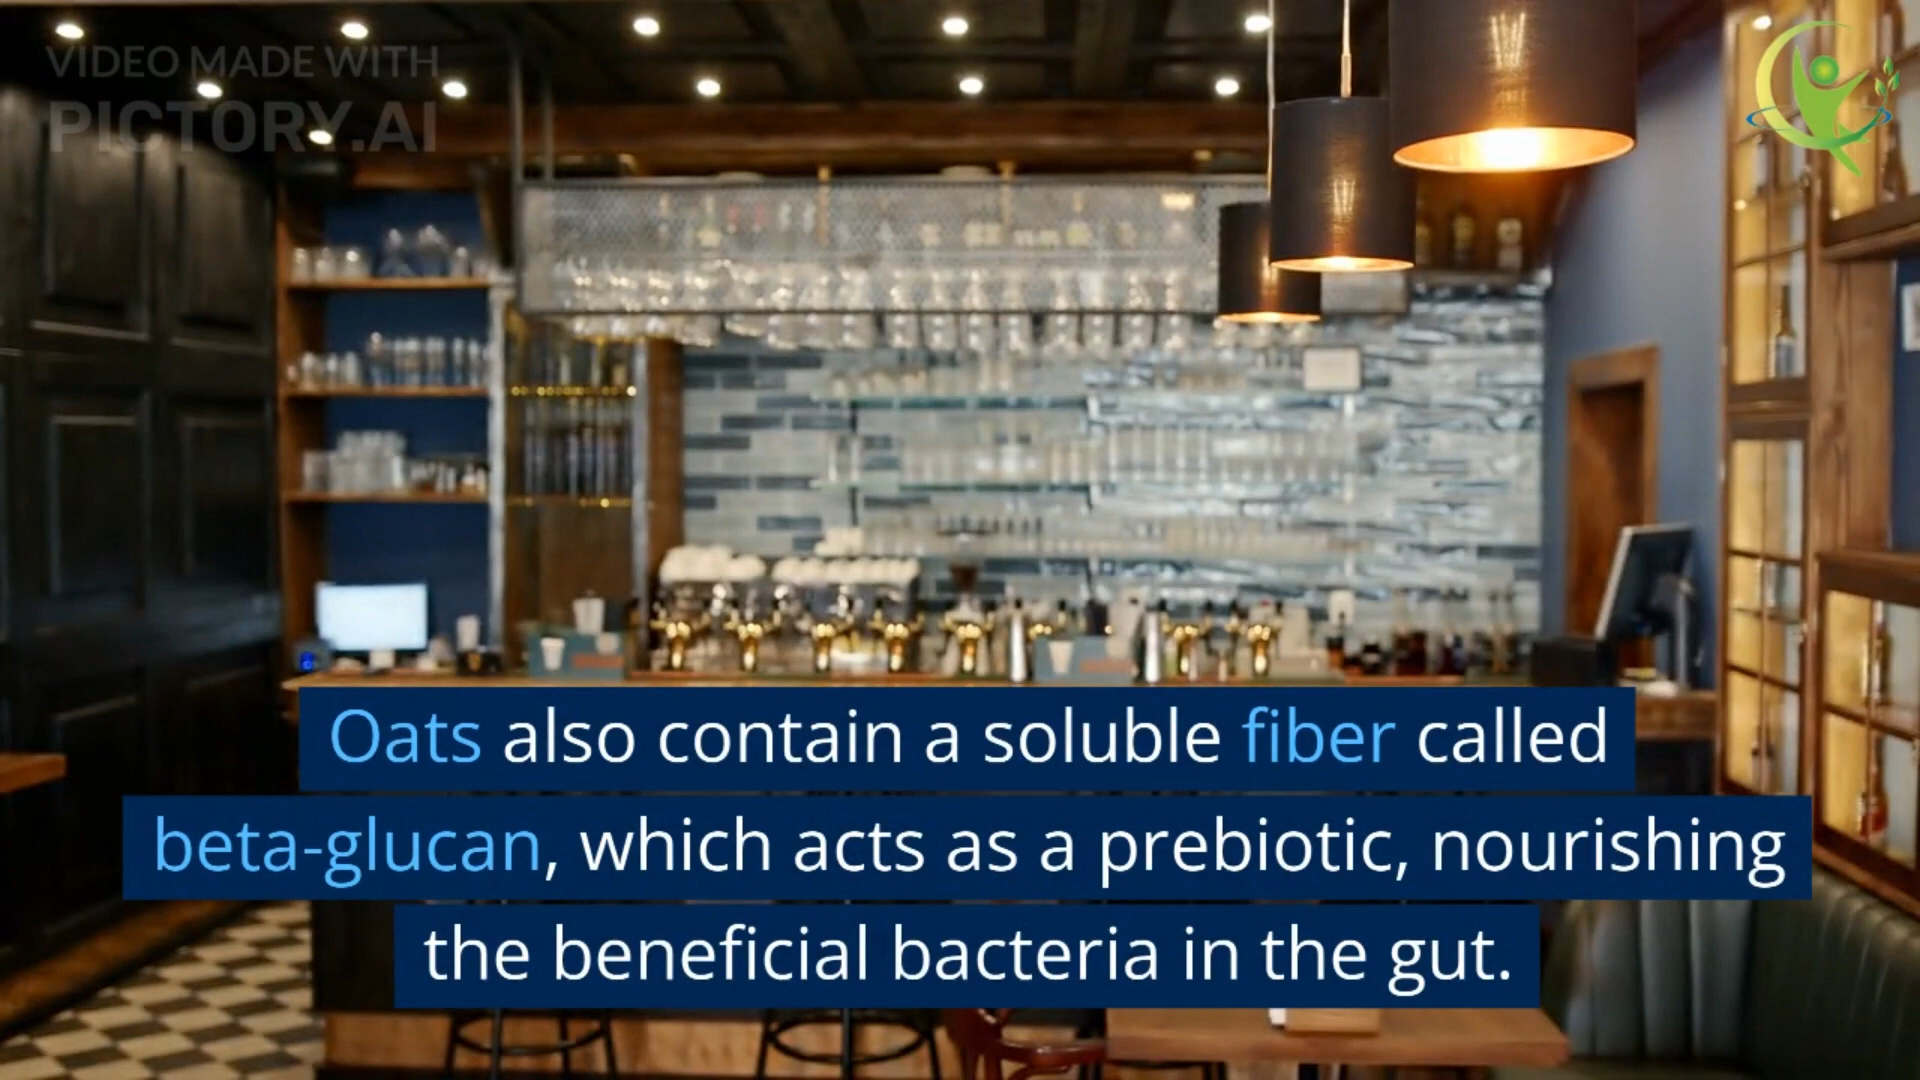 VIDEO MADE WITH
PICTORY.AI
Oats also contain a soluble fiber called
beta-glucan, which acts as a prebiotic, nourishing
the beneficial bacteria in the gut.